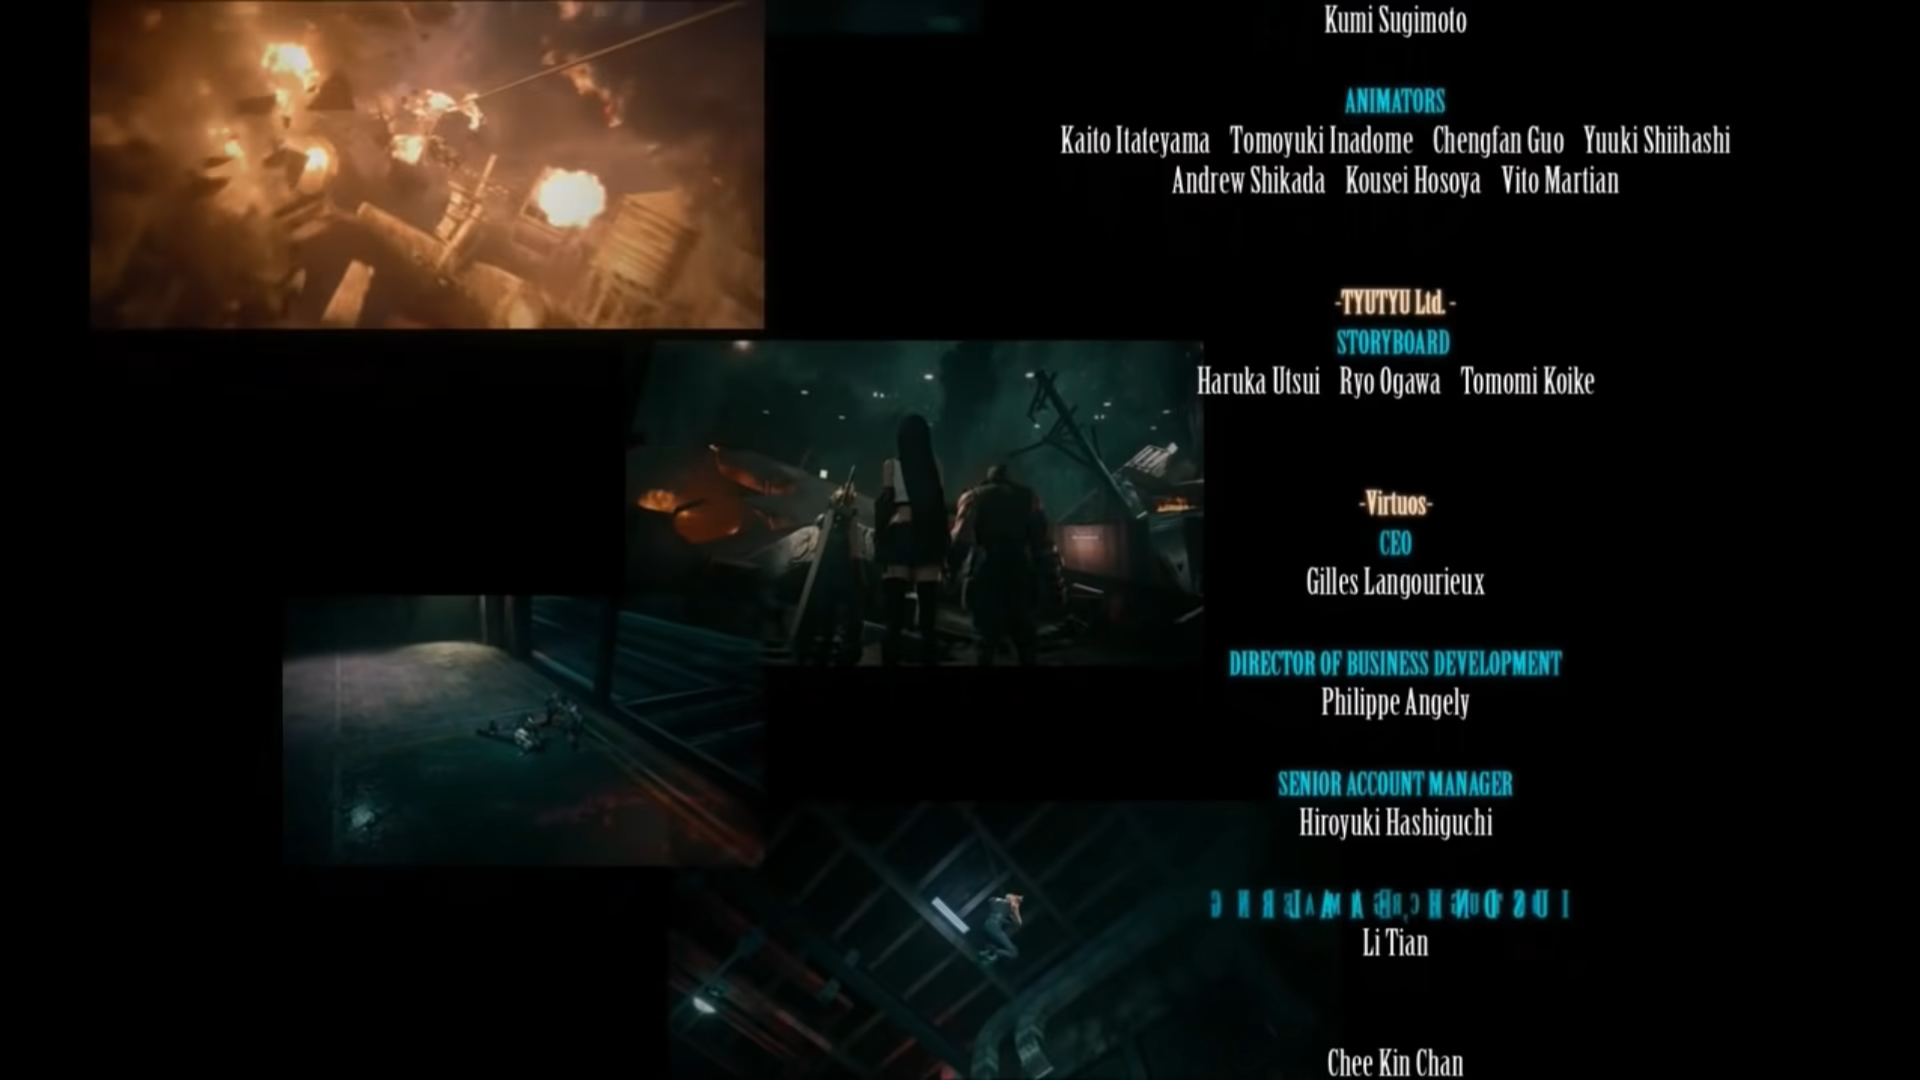 Kumi Sugimoto
ANIMATORS
Kaito Itateyama Tomoyuki Inadome Chengfan Guo Yuuki Shiihashi
Andrew Shikada Kousei Hosoya Vito Martian
-TYUTYU Ltd. -
STORYBOARD
Haruka Utsui Ryo Ogawa Tomomi Koike
-Virtuos-
CEO
Gilles Langourieux
DIRECTOR OF BUSINESS DEVELOPMENT
Philippe Angely
SENIOR ACCOUNT MANAGER
Hiroyuki Hashiguchi
Li Tian
Chee Kin Chan